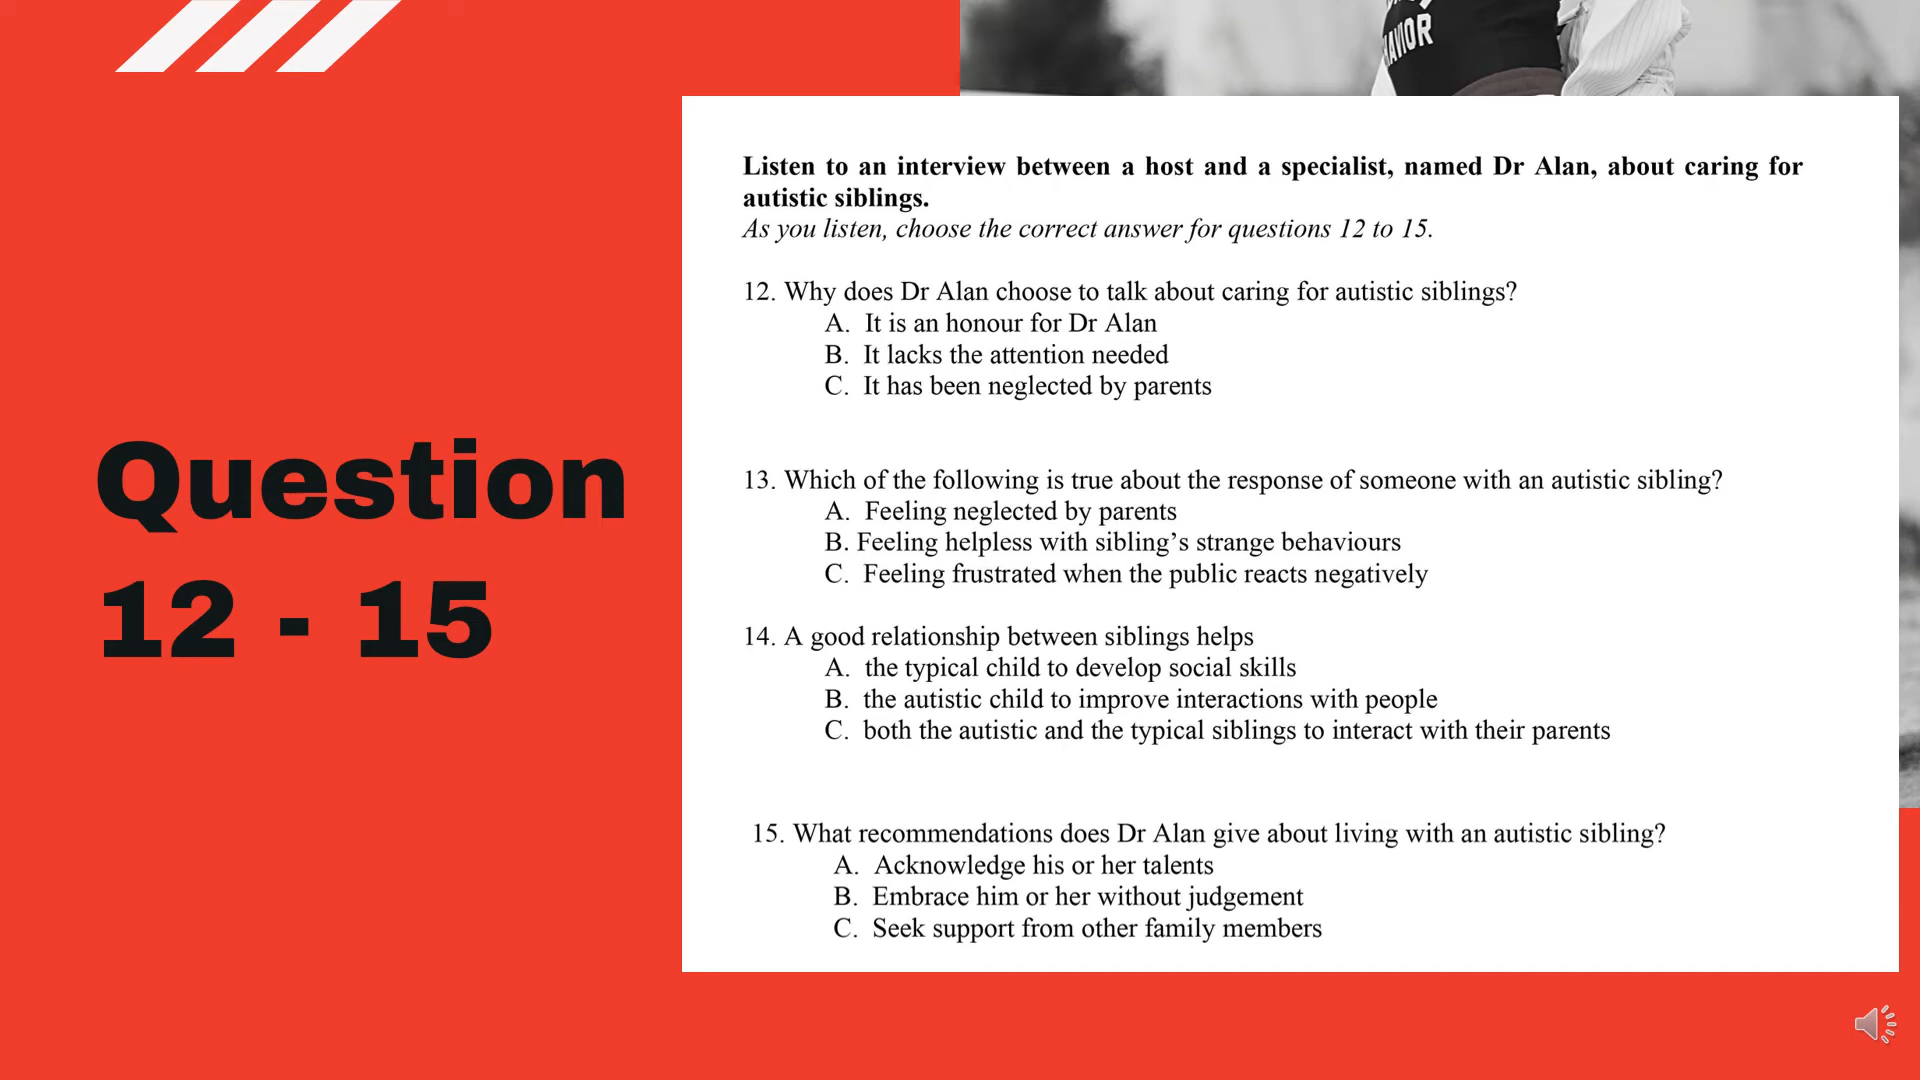 AVIOR
Listen to an interview between a host and a specialist, named Dr Alan, about caring for
autistic siblings.
As you listen, choose the correct answer for questions 12 to 15.
12. Why does Dr Alan choose to talk about caring for autistic siblings?
A. It is an honour for Dr Alan
B. It lacks the attention needed
C. It has been neglected by parents
Question
12 - 15
13. Which of the following is true about the response of someone with an autistic sibling?
A. Feeling neglected by parents
B. Feeling helpless with sibling’s strange behaviours
C. Feeling frustrated when the public reacts negatively
14. A good relationship between siblings helps
A. the typical child to develop social skills
B. the autistic child to improve interactions with people
C. both the autistic and the typical siblings to interact with their parents
15. What recommendations does Dr Alan give about living with an autistic sibling?
A. Acknowledge his or her talents
B. Embrace him or her without judgement
C. Seek support from other family members